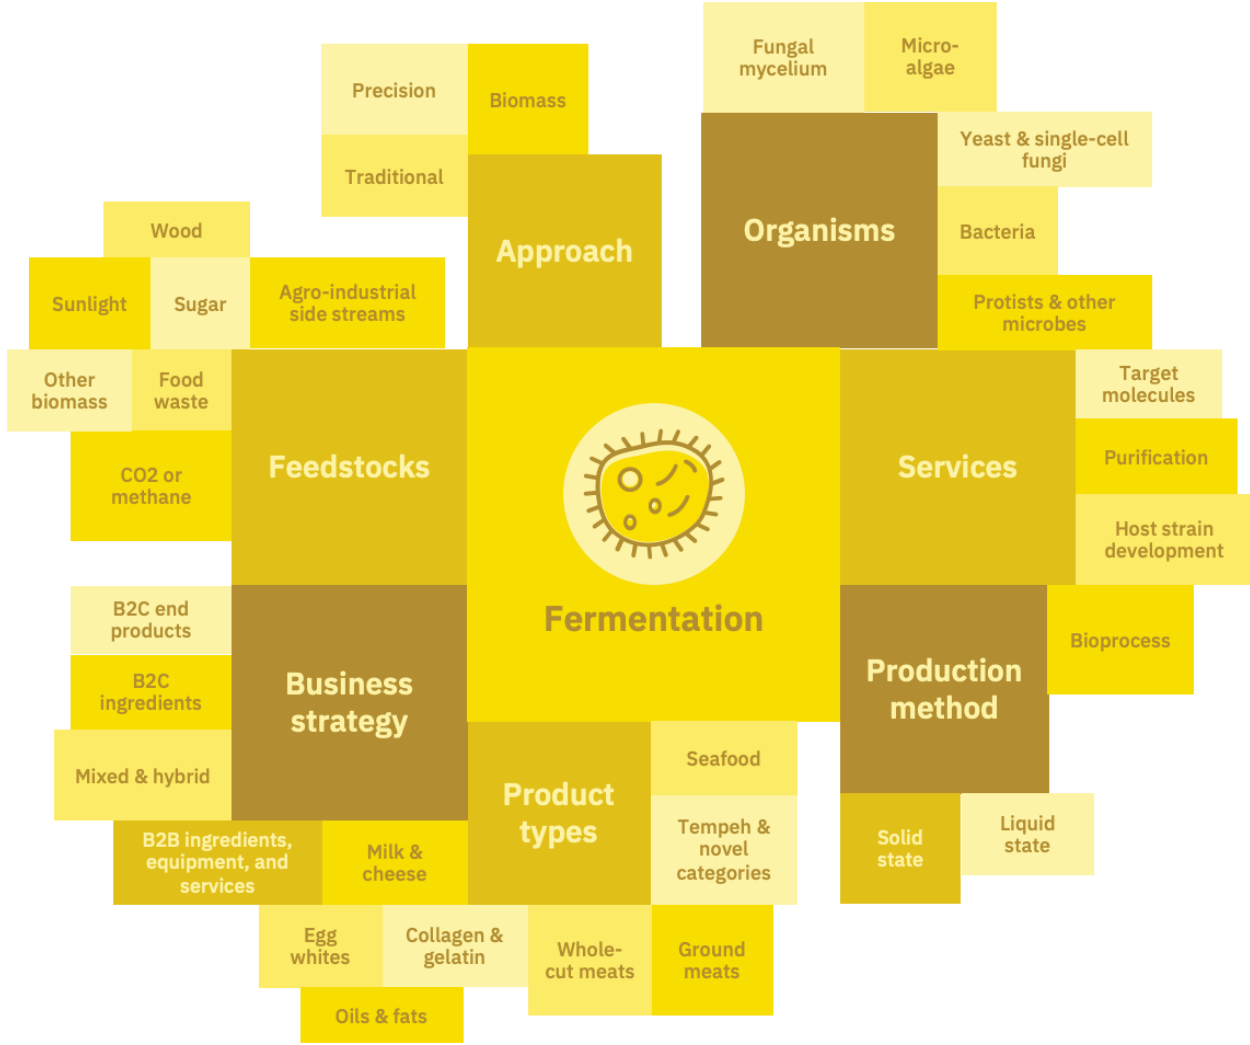 Fungal
mycelium
Micro-
algae
Precision
Biomass
Traditional
Yeast & single-cell
fungi
Organisms
Bacteria
Approach
Protists & other
microbes
Wood
Sunlight
Sugar
Agro-industrial
side streams
Other
biomass
Food
waste
CO2 or
methane
Feedstocks
Fermentation
Services
Target
molecules
Purification
Host strain
development
B2C end
products
B2C
ingredients
Mixed & hybrid
Business
strategy
B2B ingredients,
equipment, and
services
Production
method
Bioprocess
Solid
state
Liquid
state
Product
types
Seafood
Tempeh &
novel
categories
Milk &
cheese
Egg
whites
Collagen &
gelatin
Whole-
cut meats
Ground
meats
Oils & fats